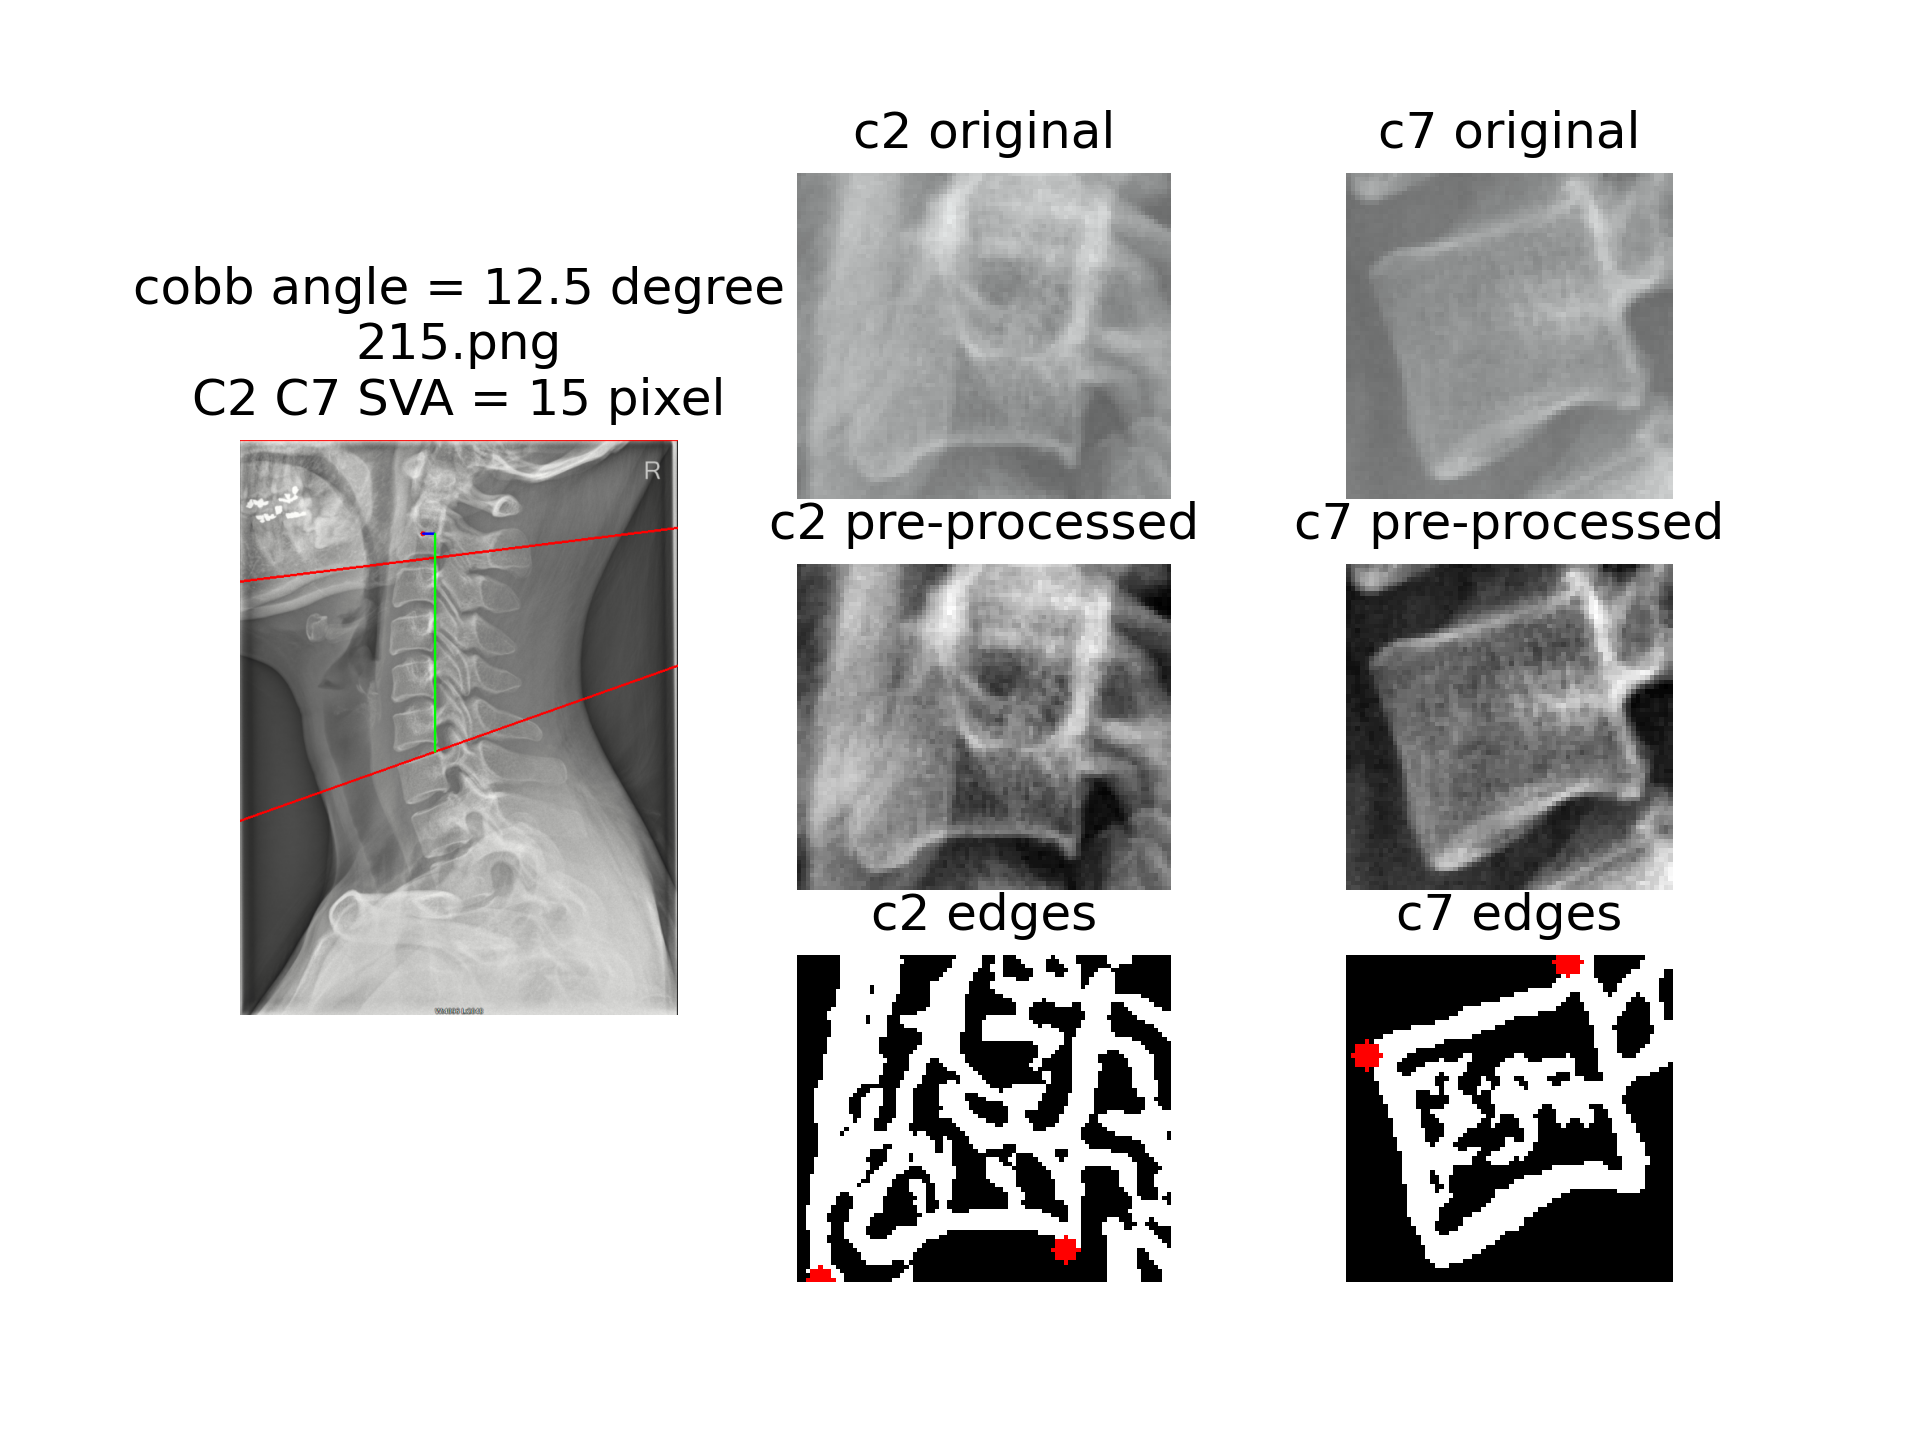 cobb angle = 12.5 degree
215.png
C2 C7 SVA = 15 pixel
R
c2 original
c7 original
c2 pre-processed
c7 pre-processed
c2 edges
c7 edges